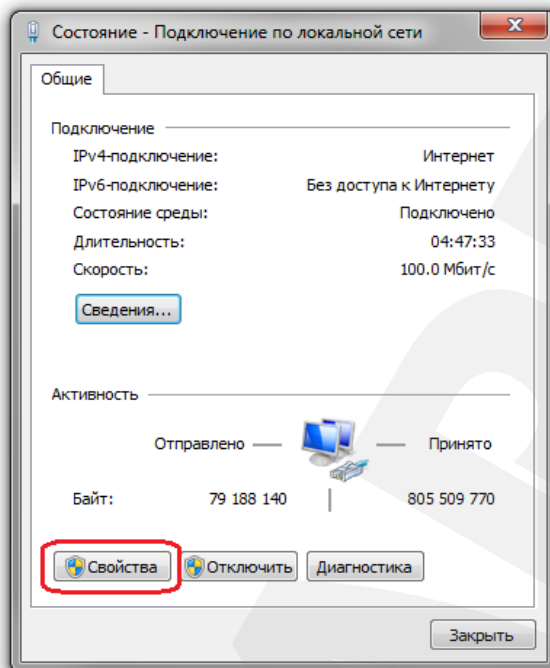 Состояние - Подключение по локальной сети
Общие
Подключение
IPv4-подключение: Интернет
IPv6-подключение: Без доступа к Интернету
Состояние среды: Подключено
Длительность: 04:47:33
Скорость: 100.0 Мбит/с
Сведения...
Активность
Отправлено — Принято
Байт: 79 188 140 | 805 509 770
Свойства Отключить Диагностика
Закрыть